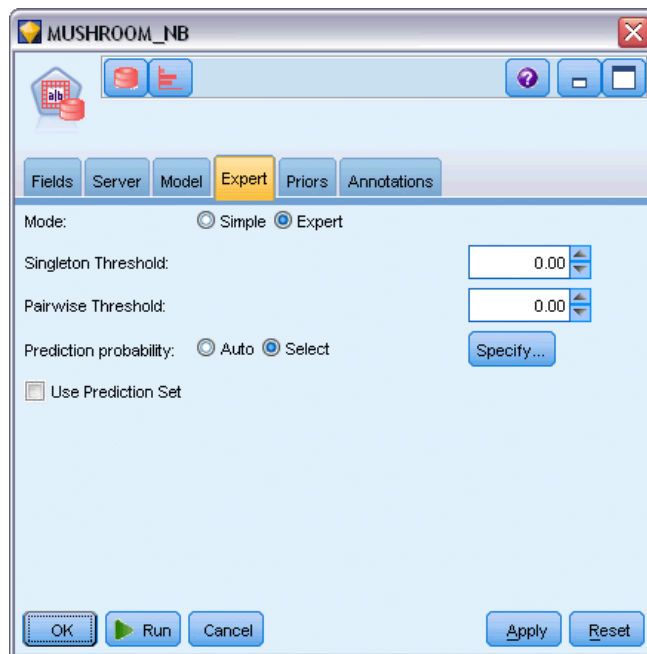 MUSHROOM_NB
a|b
Fields Server Model Expert Priors Annotations
Mode: Simple Expert
Singleton Threshold: 0.00
Pairwise Threshold: 0.00
Prediction probability: Auto Select Specify...
Use Prediction Set
OK Run Cancel Apply Reset